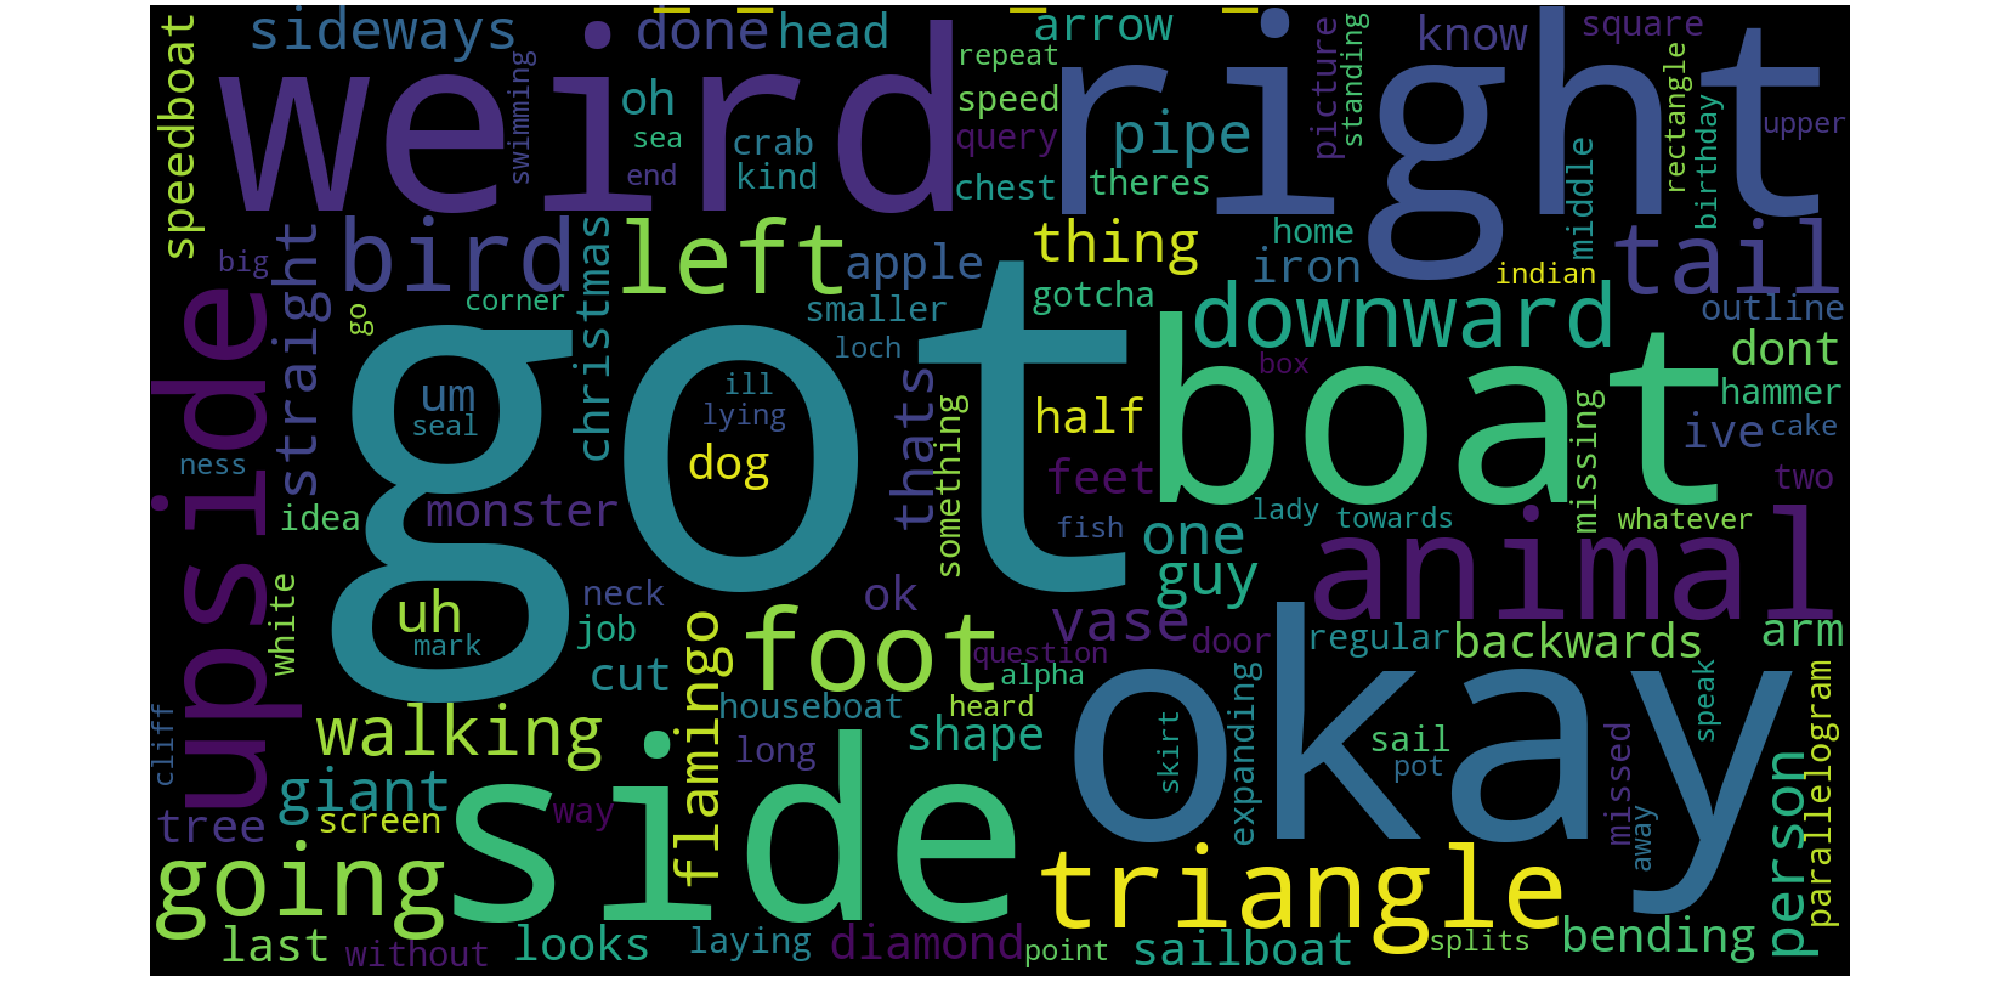 speedboat
sideways
done
head
arrow
know
square
weird
right
repeat
swimming
oh
speed
sea
crab
query
pipe
picture
standing
rectangle
birthday
upper
end
kind
chest
theres
middle
straight
bird
christmas
left
apple
thing
home
iron
indian
tail
big
corner
go
smaller
gotcha
downward
outline
upside
got
loch
boat
box
dont
hammer
um
seal
ill
lying
thats
something
half
missing
ive
cake
ness
dog
feet
two
idea
monster
fish
lady
towards
whatever
one
animal
white
uh
mark
neck
job
ok
guy
vase
door
question
regular
backwards
arm
cut
flamingo
foot
alpha
okay
speak
parallelogram
cliff
walking
houseboat
heard
shape
long
skirt
expanding
sail
pot
missed
away
person
giant
side
way
tree
screen
going
triangle
last
without
looks
laying
diamond
point
sailboat
splits
bending